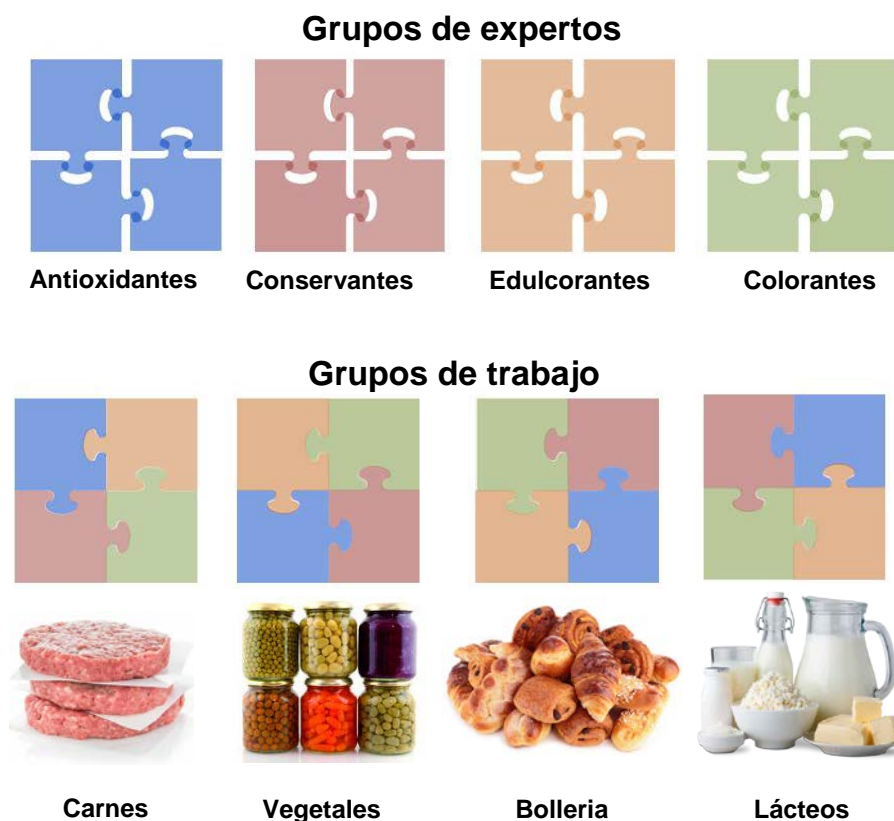 Grupos de expertos
Antioxidantes Conservantes Edulcorantes Colorantes
Grupos de trabajo
Carnes Vegetales Bolleria Lácteos